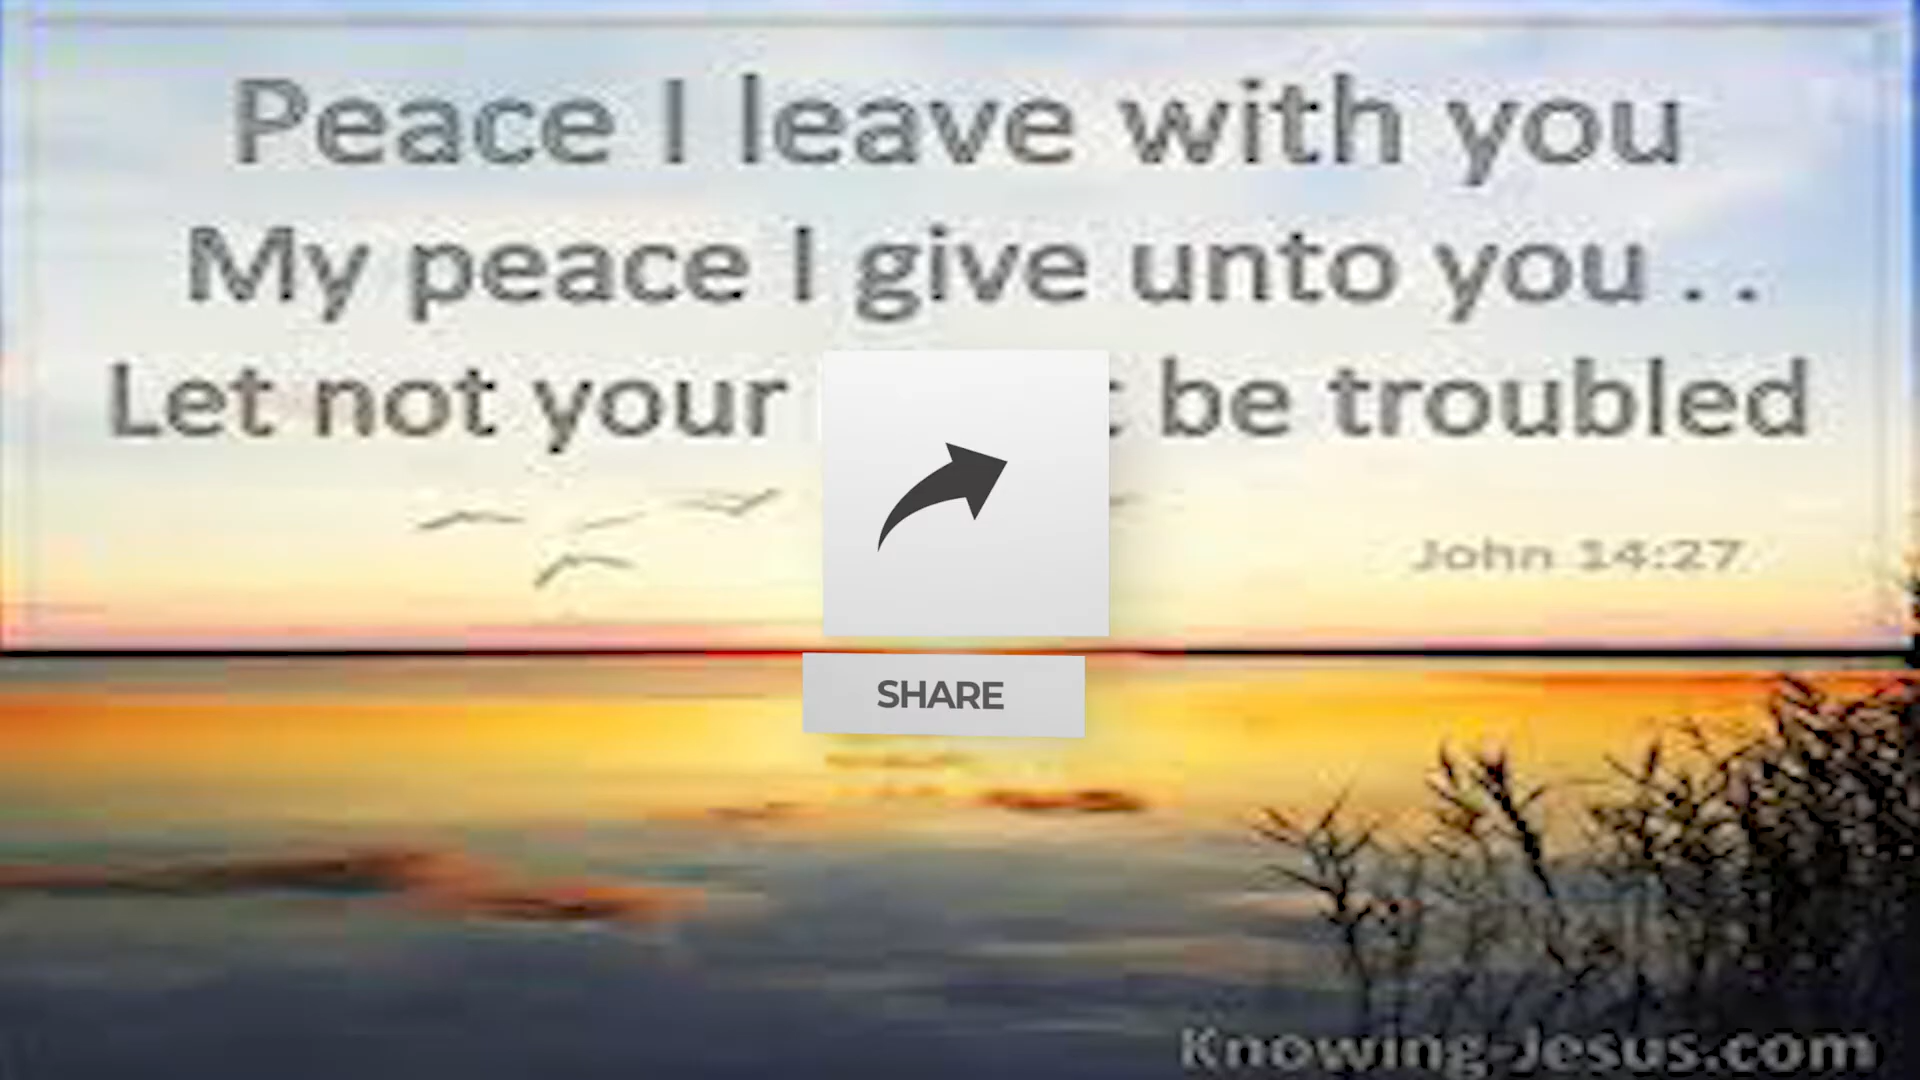 Peace I leave with you
My peace I give unto you . .
Let not your t be troubled
John 14:27
SHARE
Knowing-Jesus.com